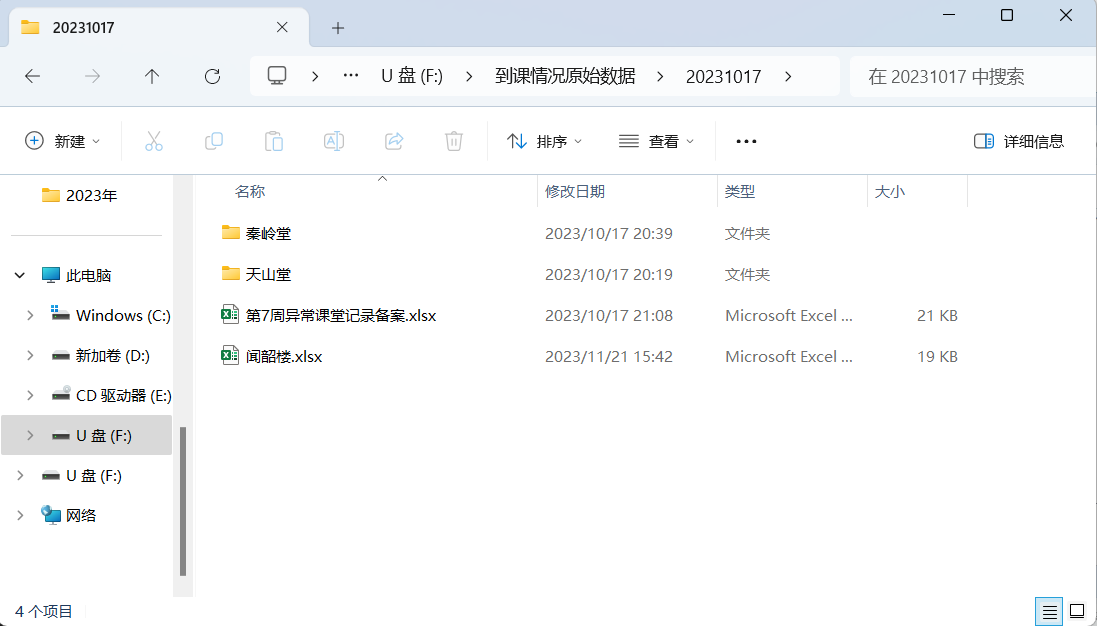 20231017
U 盘 (F:) > 到课情况原始数据 > 20231017 >
在 20231017 中搜索
新建
排序
查看
详细信息
2023年
此电脑
Windows (C:)
新加卷 (D:)
CD 驱动器 (E:)
U 盘 (F:)
U 盘 (F:)
网络
名称 修改日期 类型 大小
秦岭堂 2023/10/17 20:39 文件夹
天山堂 2023/10/17 20:19 文件夹
第7周异常课堂记录备案.xlsx 2023/10/17 21:08 Microsoft Excel ... 21 KB
闻韶楼.xlsx 2023/11/21 15:42 Microsoft Excel ... 19 KB
4 个项目